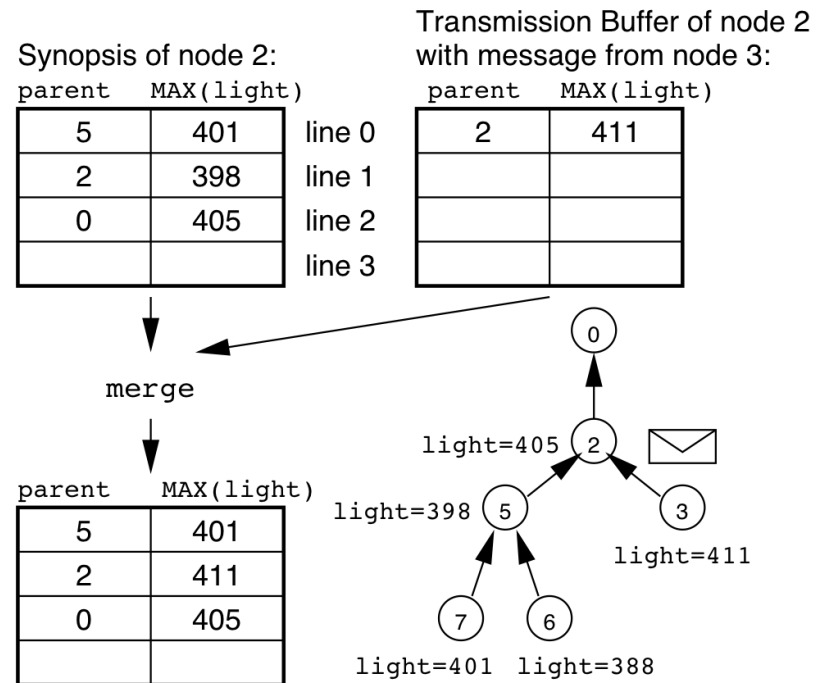 Synopsis of node 2:
parent MAX(light)
5 401 line 0
2 398 line 1
0 405 line 2
line 3
Transmission Buffer of node 2
with message from node 3:
parent MAX(light)
2 411
merge
parent MAX(light)
5 401
2 411
0 405
0
light=405 2
light=398 5
3
light=411
7
6
light=401 light=388